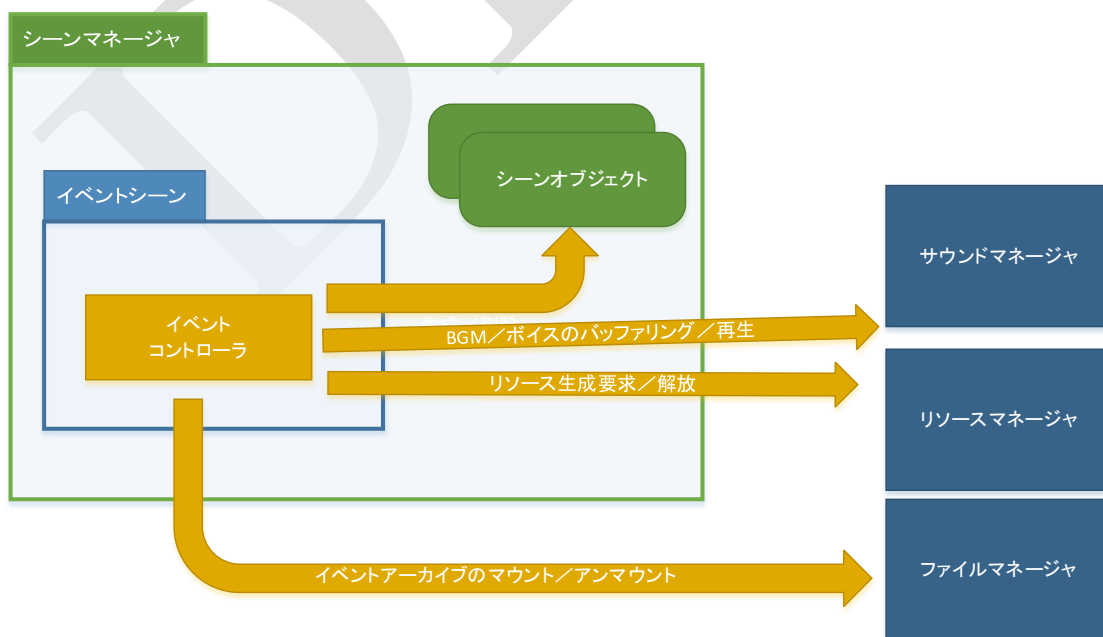 シーンマネージャ
シーンオブジェクト
イベントシーン
サウンドマネージャ
イベント
コントローラ
BGM／ボイスのバッファリング／再生
リソース生成要求／解放
リソースマネージャ
イベントアーカイブのマウント／アンマウント
ファイルマネージャ